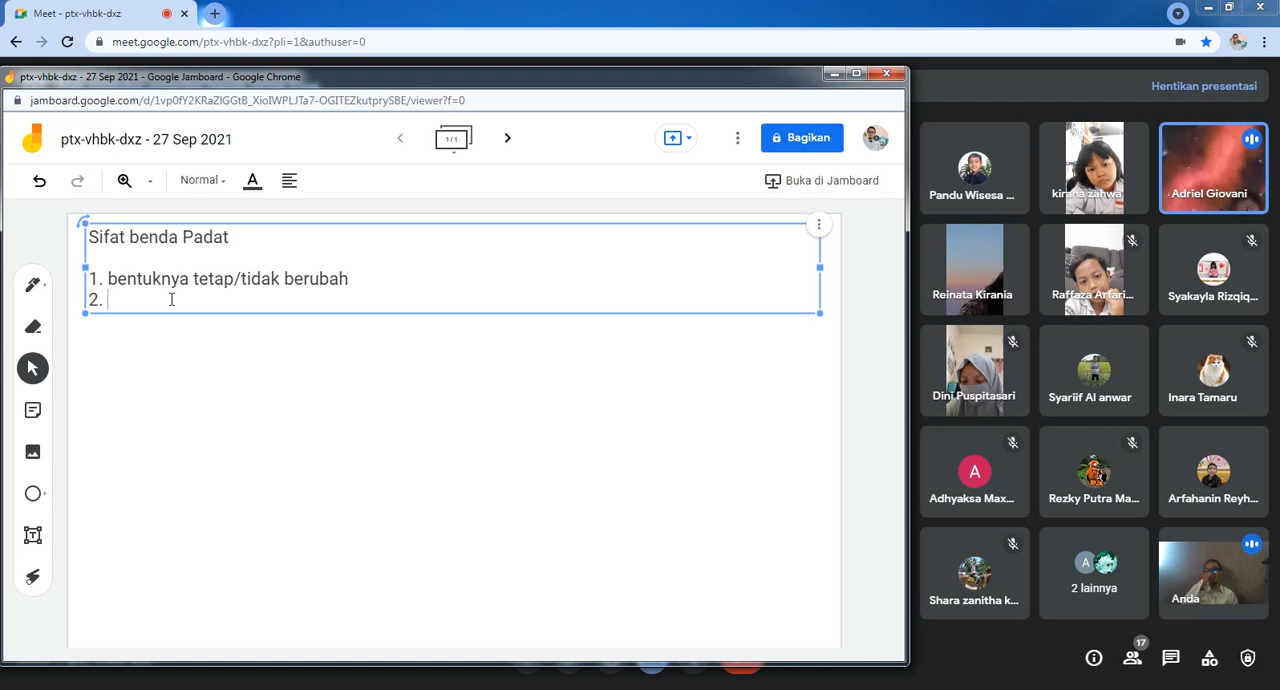 Meet - ptx-vhbk-dxz
meet.google.com/ptx-vhbk-dxz?pli=1&authuser=0
ptx-vhbk-dxz - 27 Sep 2021 - Google Jamboard - Google Chrome
jamboard.google.com/d/1vp0fY2KRaZIGGtB_XioIWPLJTa7-OGITEZkutprySBE/viewer?f=0
Hentikan presentasi
ptx-vhbk-dxz - 27 Sep 2021
1/1
Bagikan
Normal
A
Buka di Jamboard
Sifat benda Padat
1. bentuknya tetap/tidak berubah
2.
Pandu Wisesa ...
kirana zahwa
Adriel Giovani
Reinata Kirania
Raffaza Arfari...
Syakayla Rizqiq...
Dini Puspitasari
Syariif Al anwar
Inara Tamaru
A
Adhyaksa Max...
Rezky Putra Ma...
Arfahanin Reyh...
Shara zanitha k...
A
2 lainnya
Anda
17